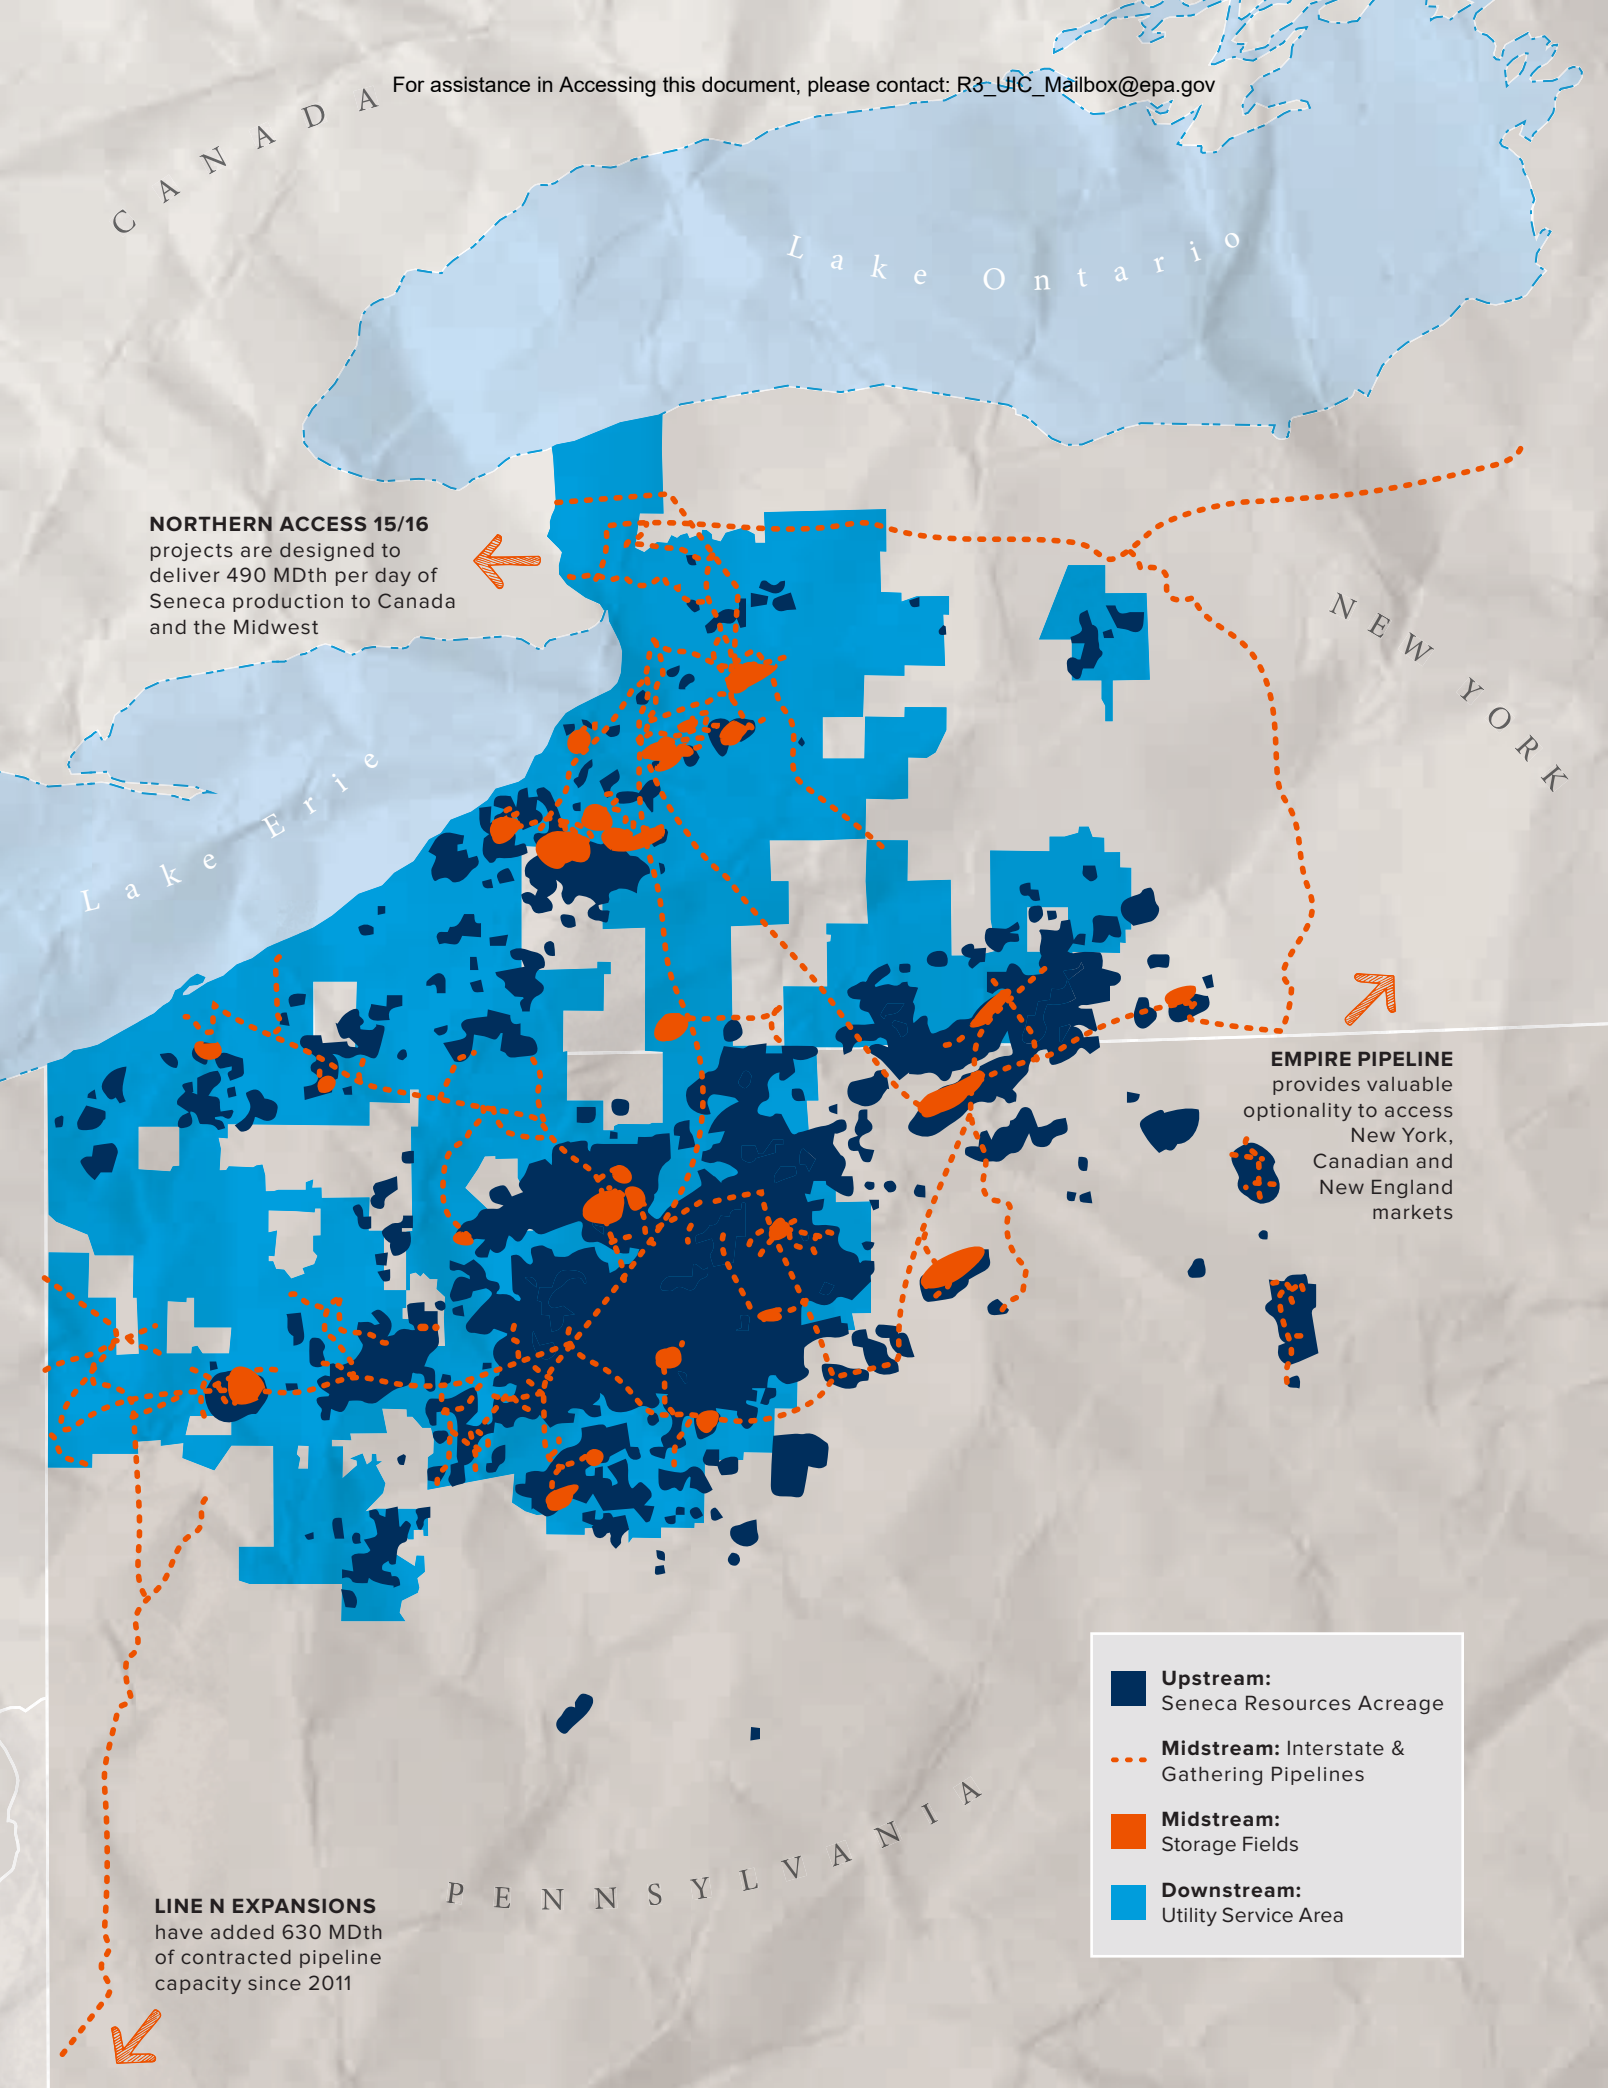 For assistance in Accessing this document, please contact: R3_UIC_Mailbox@epa.gov
CANADA
Lake Ontario
NORTHERN ACCESS 15/16
projects are designed to
deliver 490 MDth per day of
Seneca production to Canada
and the Midwest
NEW YORK
Lake Erie
EMPIRE PIPELINE
provides valuable
optionality to access
New York,
Canadian and
New England
markets
Upstream:
Seneca Resources Acreage
Midstream: Interstate &
Gathering Pipelines
Midstream:
Storage Fields
Downstream:
Utility Service Area
PENNSYLVANIA
LINE N EXPANSIONS
have added 630 MDth
of contracted pipeline
capacity since 2011